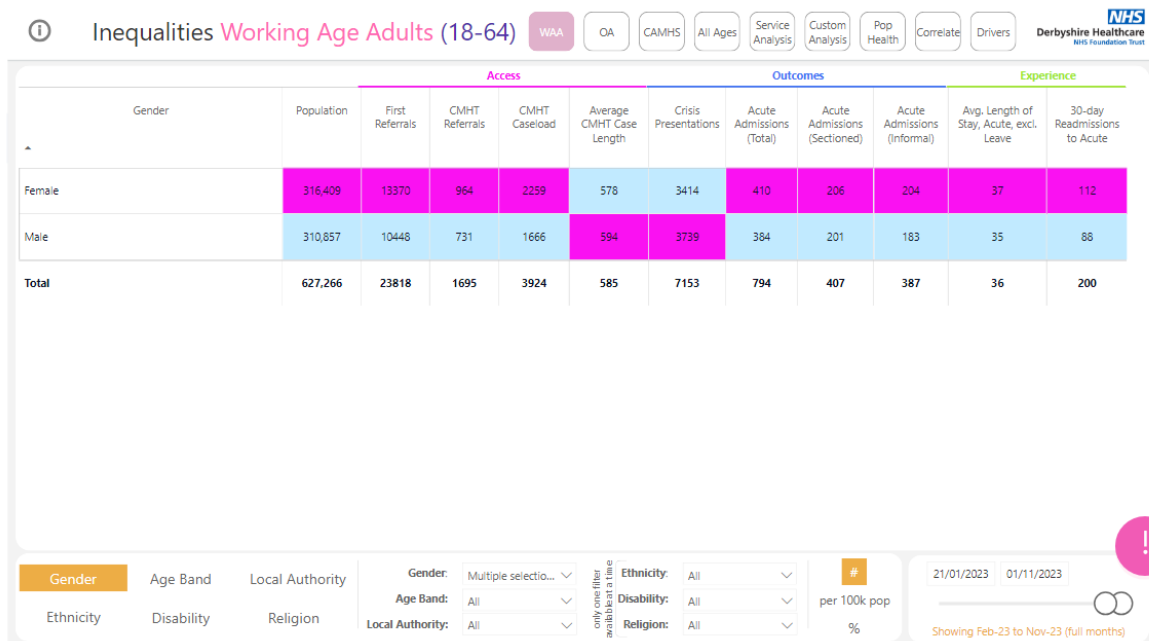 Inequalities Working Age Adults (18-64)
WAA
OA
CAMHS
All Ages
Service
Analysis
Custom
Analysis
Pop
Health
Correlate
Drivers
NHS
Derbyshire Healthcare
NHS Foundation Trust
Access
Outcomes
Experience
Gender
Population
First
Referrals
CMHT
Referrals
CMHT
Caseload
Average
CMHT Case
Length
Crisis
Presentations
Acute
Admissions
(Total)
Acute
Admissions
(Sectioned)
Acute
Admissions
(Informal)
Avg. Length of
Stay, Acute, excl.
Leave
30-day
Readmissions
to Acute
Female 316,409 13370 964 2259 578 3414 410 206 204 37 112
Male 310,857 10448 731 1666 594 3739 384 201 183 35 88
Total 627,266 23818 1695 3924 585 7153 794 407 387 36 200
!
Gender Age Band Local Authority
Ethnicity Disability Religion
Gender: Multiple selectio...
Age Band: All
Local Authority: All
only one filter
available at a time
Ethnicity: All
Disability: All
Religion: All
#
per 100k pop
%
21/01/2023 01/11/2023
Showing Feb-23 to Nov-23 (full months)